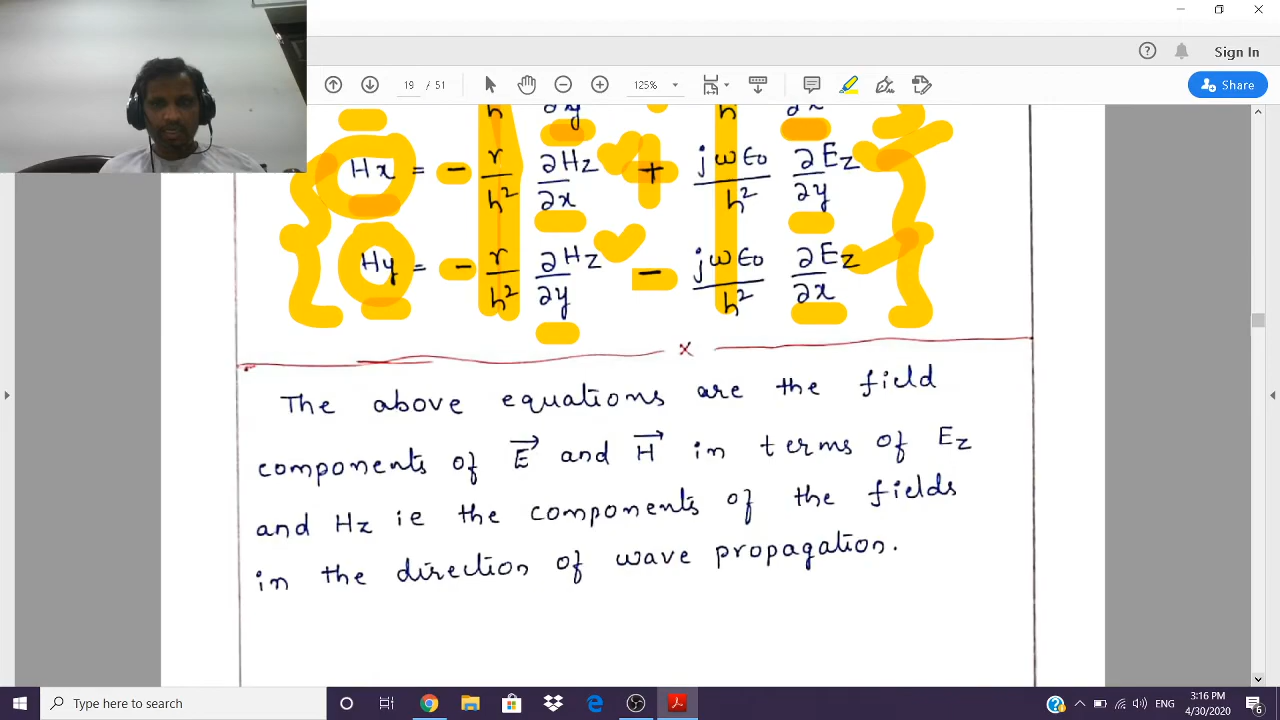 Sign In
19 / 51
125%
Share
h ∂y h ∂x
Hx = - r/h² ∂Hz/∂x + jωε₀/h² ∂Ez/∂y
Hy = - r/h² ∂Hz/∂y - jωε₀/h² ∂Ez/∂x
x
The above equations are the field
components of E⃗ and H⃗ in terms of Ez
and Hz ie the components of the fields
in the direction of wave propagation.
Type here to search
ENG
3:16 PM
4/30/2020